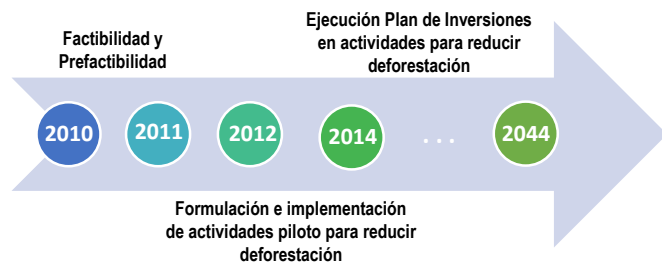 Factibilidad y
Prefactibilidad
Ejecución Plan de Inversiones
en actividades para reducir
deforestación
2010 2011 2012 2014 ... 2044
Formulación e implementación
de actividades piloto para reducir
deforestación